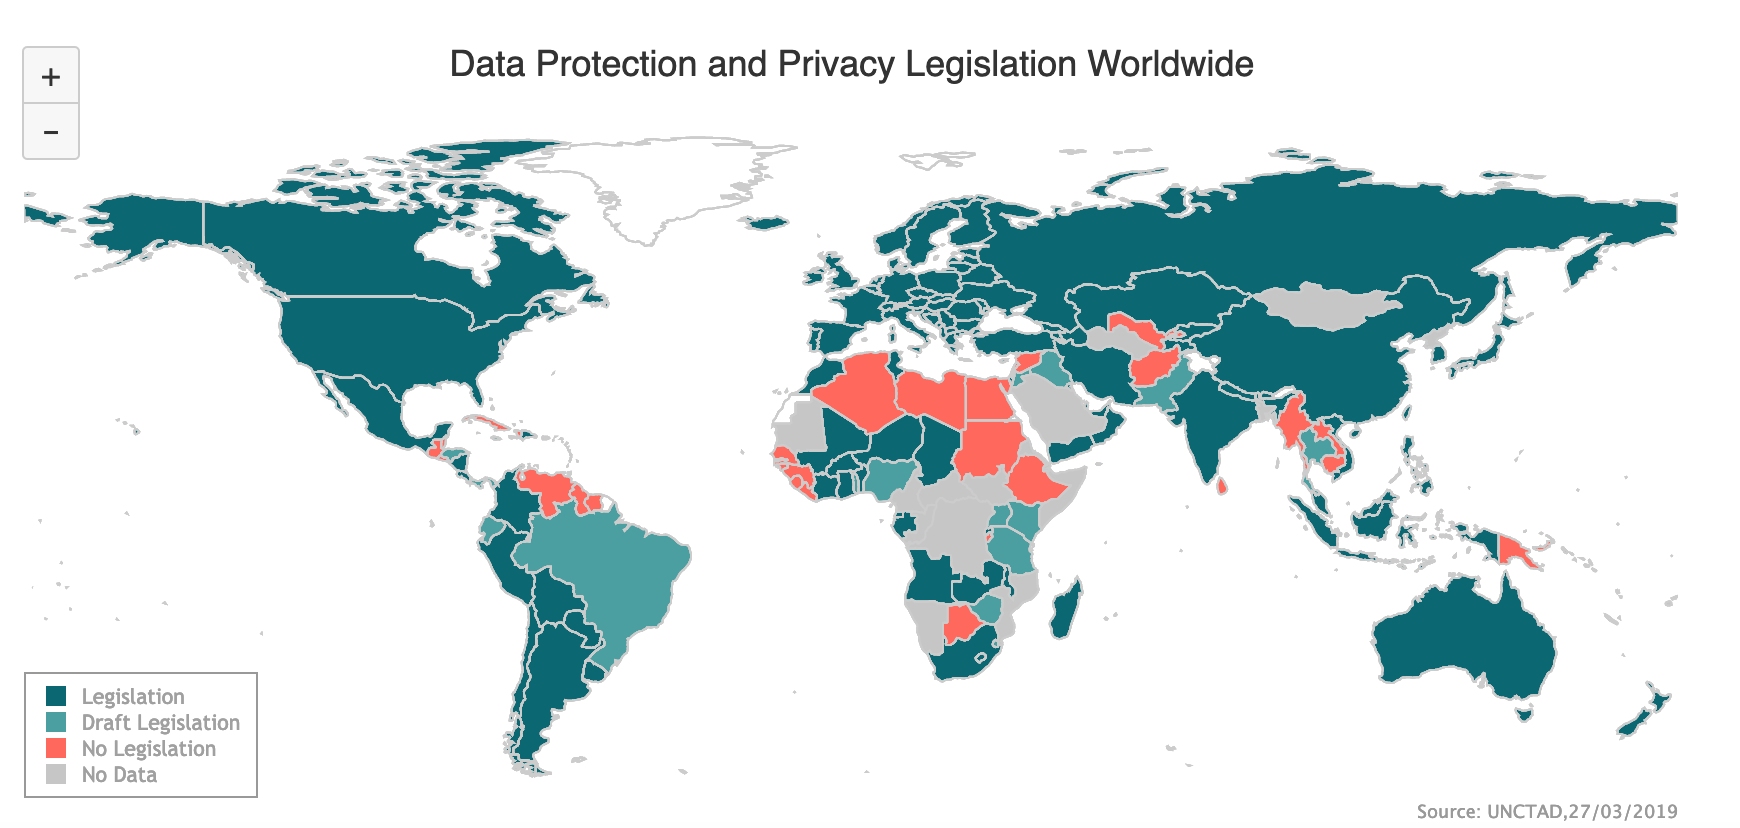 Data Protection and Privacy Legislation Worldwide
+
−
Legislation
Draft Legislation
No Legislation
No Data
Source: UNCTAD,27/03/2019